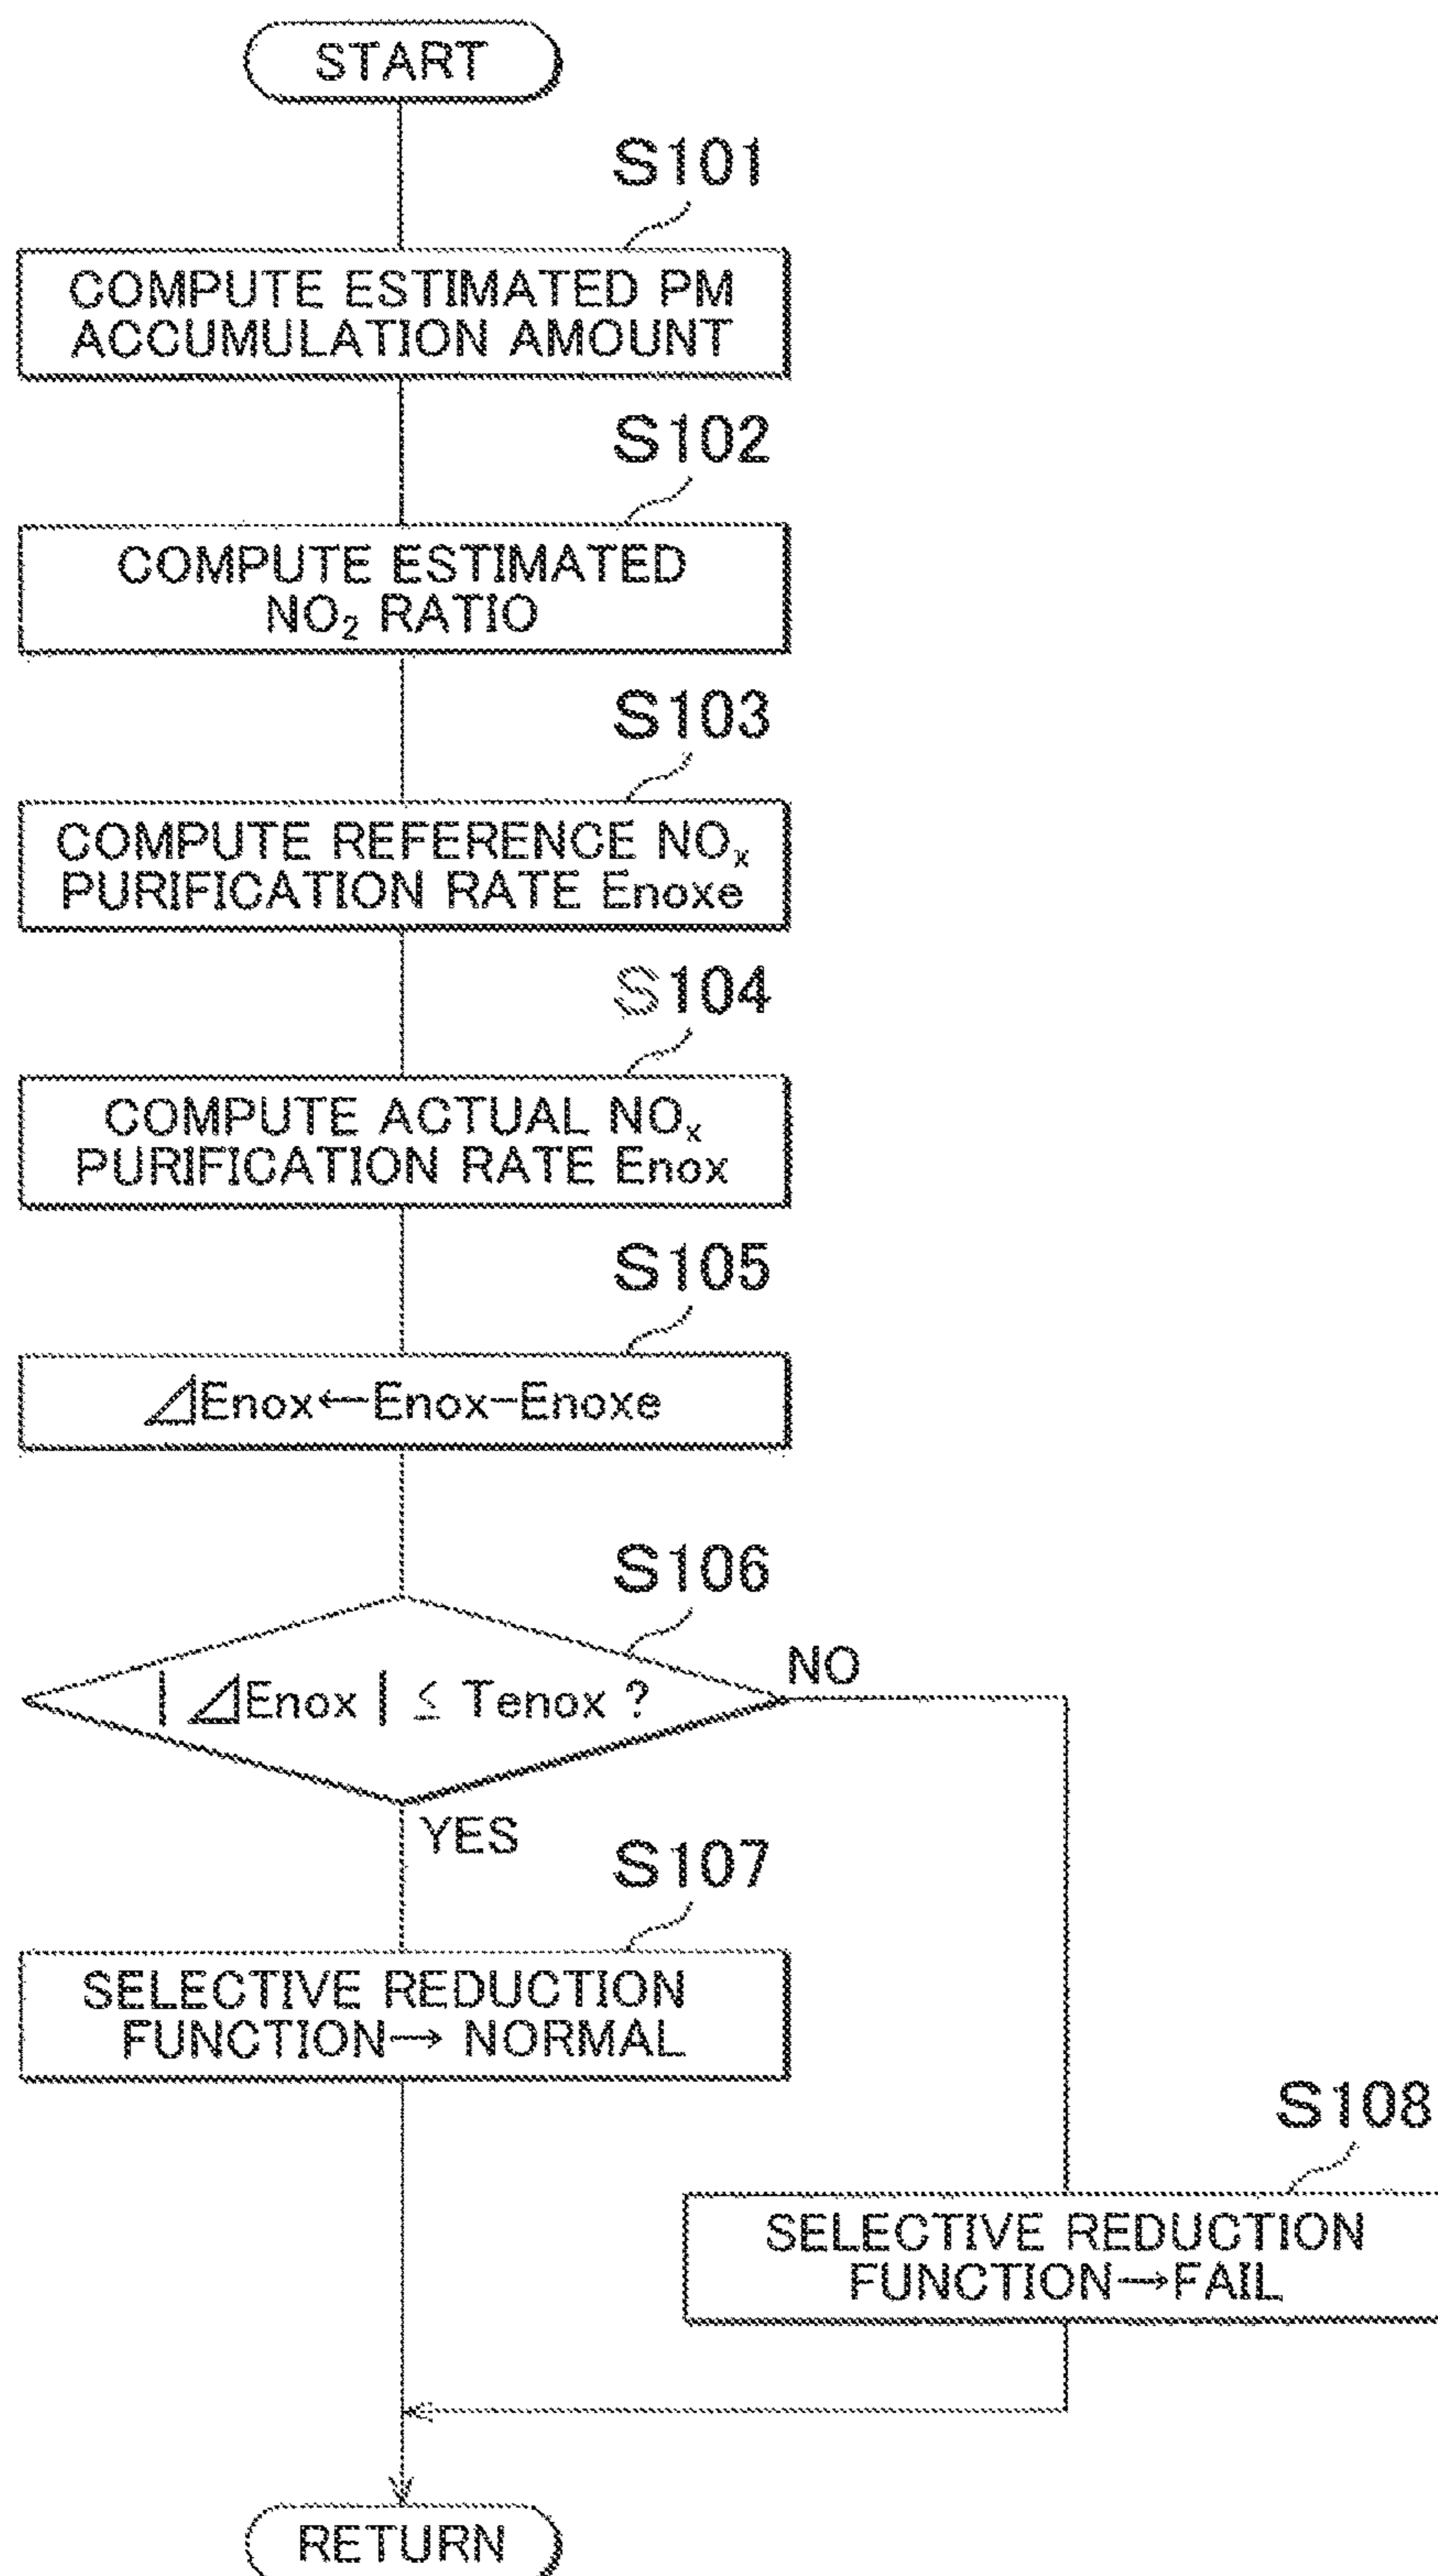 START
S101
COMPUTE ESTIMATED PM
ACCUMULATION AMOUNT
S102
COMPUTE ESTIMATED
NO₂ RATIO
S103
COMPUTE REFERENCE NOₓ
PURIFICATION RATE Enoxe
S104
COMPUTE ACTUAL NOₓ
PURIFICATION RATE Enox
S105
⊿Enox←Enox−Enoxe
S106
| ⊿Enox | ≦ Tenox ?
NO
YES
S107
SELECTIVE REDUCTION
FUNCTION→ NORMAL
S108
SELECTIVE REDUCTION
FUNCTION→FAIL
RETURN